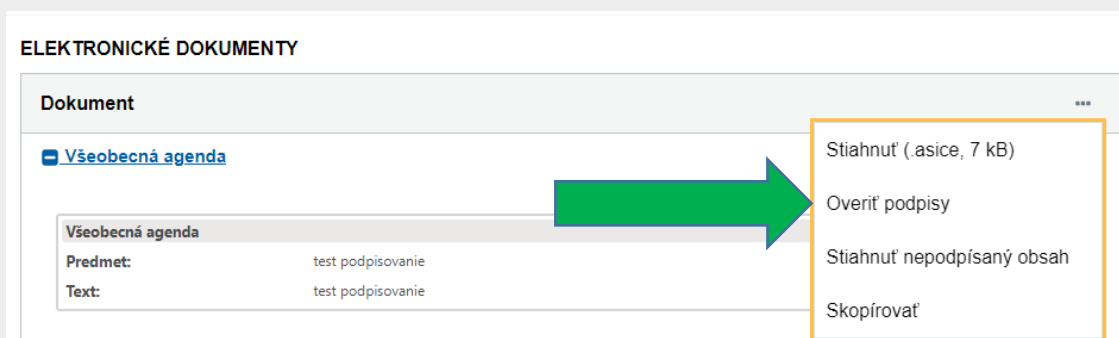 ELEKTRONICKÉ DOKUMENTY
Dokument
Všeobecná agenda
Všeobecná agenda
Predmet: test podpisovanie
Text: test podpisovanie
Stiahnuť (.asice, 7 kB)
Overiť podpisy
Stiahnuť nepodpísaný obsah
Skopírovať